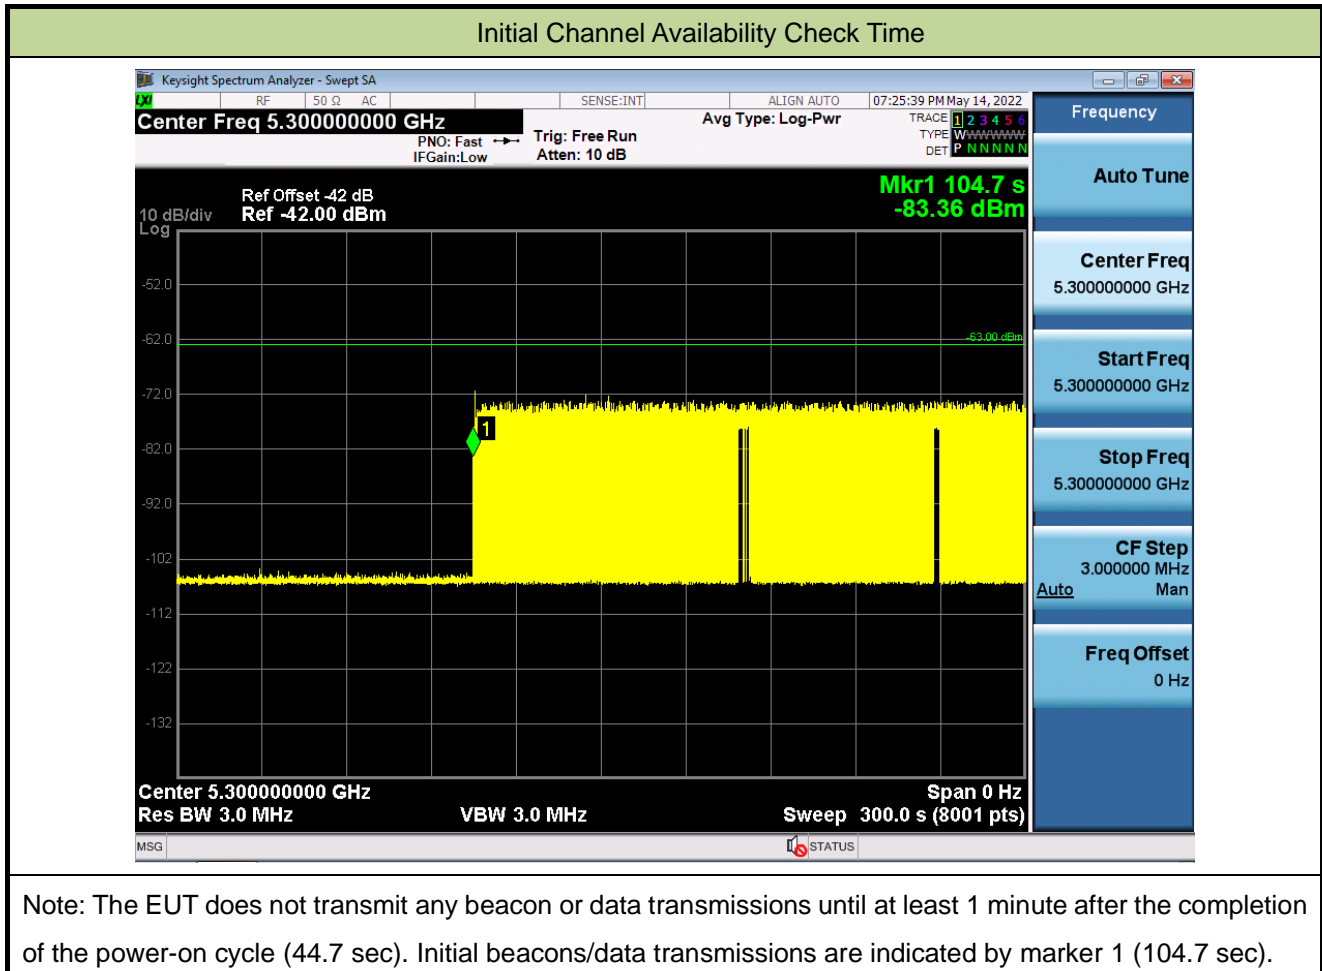 Initial Channel Availability Check Time
Keysight Spectrum Analyzer - Swept SA
LXI RF 50 Ω AC SENSE:INT ALIGN AUTO 07:25:39 PM May 14, 2022
Center Freq 5.300000000 GHz
PNO: Fast
IFGain:Low
Trig: Free Run
Atten: 10 dB
Avg Type: Log-Pwr
TRACE 1 2 3 4 5 6
TYPE WWWWWW
DET P N N N N N
Ref Offset -42 dB
10 dB/div Ref -42.00 dBm
Log
Mkr1 104.7 s
-83.36 dBm
-52.0
-62.0
-63.00 dBm
-72.0
1
-82.0
-92.0
-102
-112
-122
-132
Center 5.300000000 GHz Span 0 Hz
Res BW 3.0 MHz VBW 3.0 MHz Sweep 300.0 s (8001 pts)
MSG STATUS
Frequency
Auto Tune
Center Freq
5.300000000 GHz
Start Freq
5.300000000 GHz
Stop Freq
5.300000000 GHz
CF Step
3.000000 MHz
Auto Man
Freq Offset
0 Hz
Note: The EUT does not transmit any beacon or data transmissions until at least 1 minute after the completion
of the power-on cycle (44.7 sec). Initial beacons/data transmissions are indicated by marker 1 (104.7 sec).